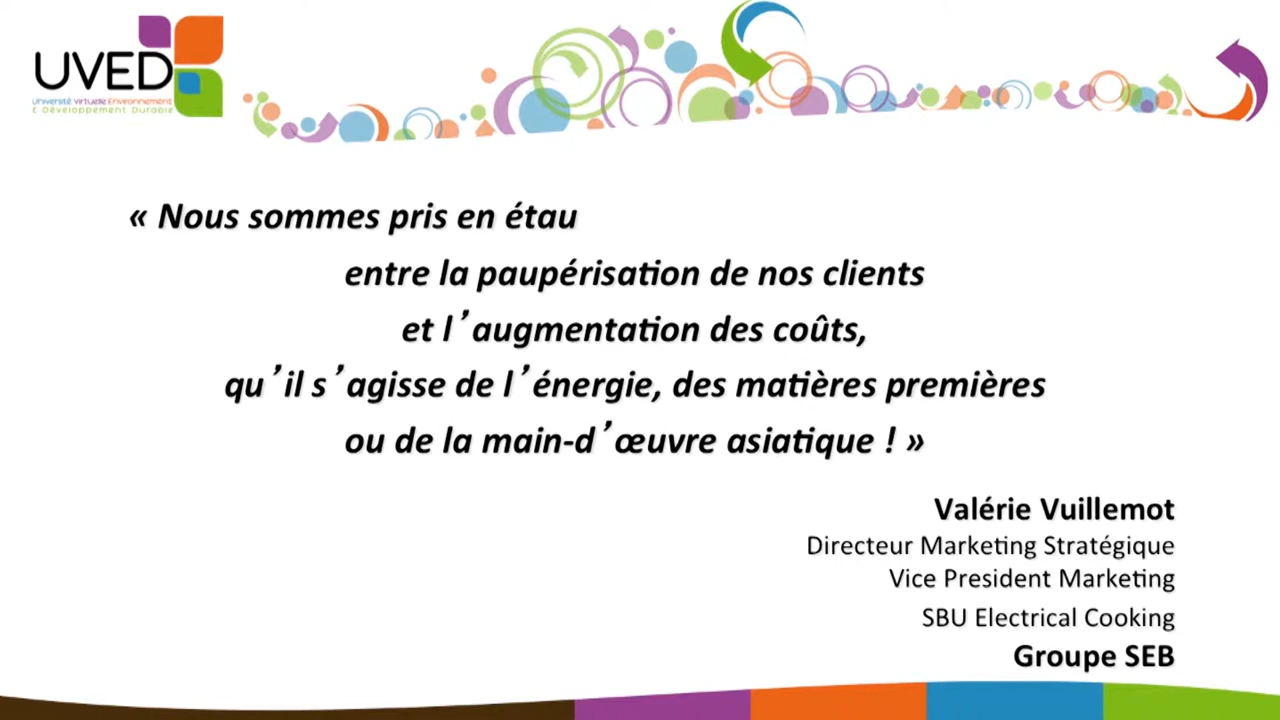 UVED
Université Virtuelle Environnement
& Développement Durable
« Nous sommes pris en étau
entre la paupérisation de nos clients
et l’augmentation des coûts,
qu’il s’agisse de l’énergie, des matières premières
ou de la main-d’œuvre asiatique ! »
Valérie Vuillemot
Directeur Marketing Stratégique
Vice President Marketing
SBU Electrical Cooking
Groupe SEB